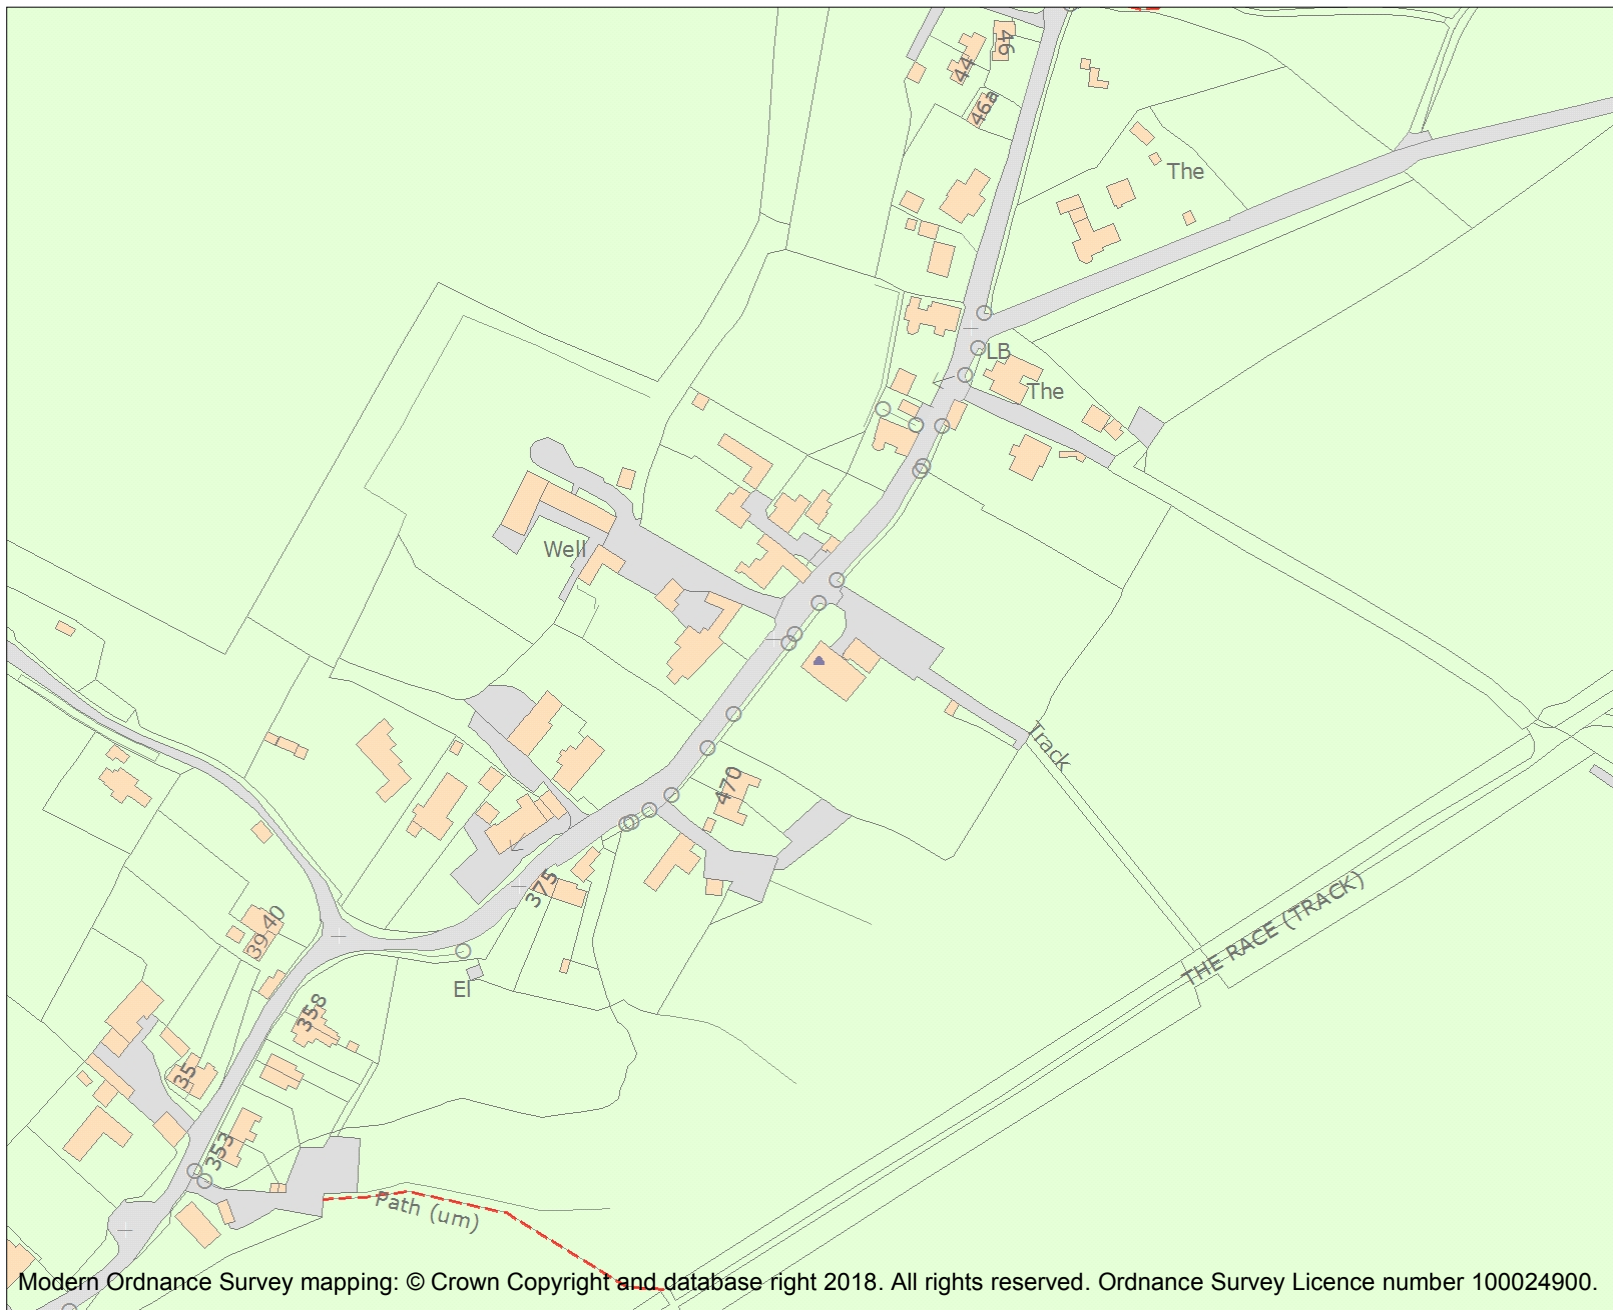 46
44
46a
The
LB
The
Well
Track
470
375
THE RACE (TRACK)
39 40
El
358
35
353
Path (um)
Modern Ordnance Survey mapping: © Crown Copyright and database right 2018. All rights reserved. Ordnance Survey Licence number 100024900.